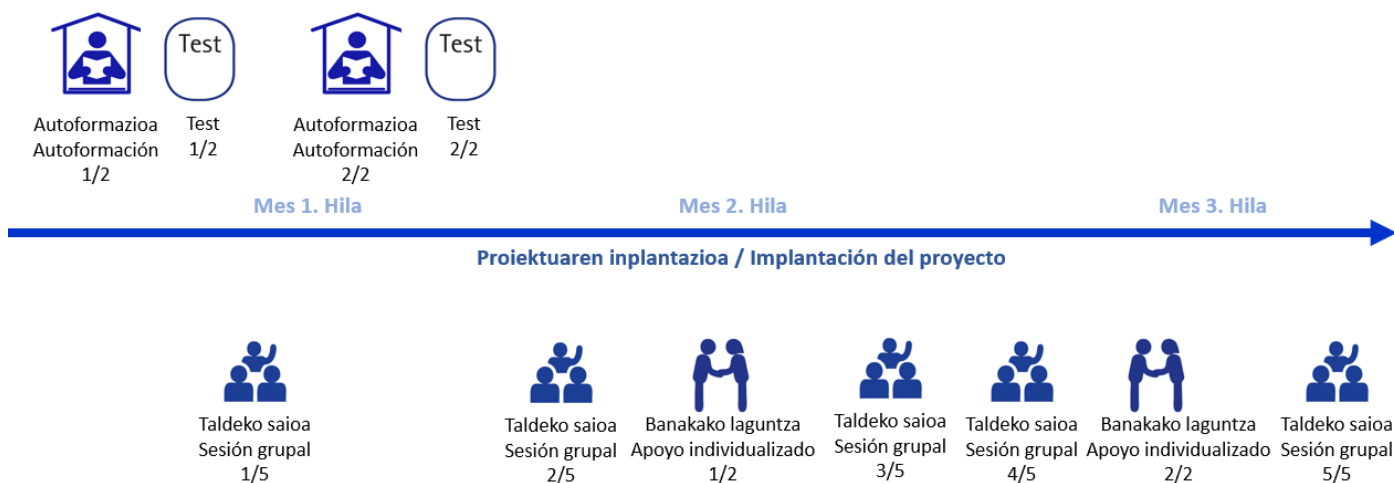 Test
Test
Autoformazioa
Autoformación
1/2
Test
1/2
Autoformazioa
Autoformación
2/2
Test
2/2
Mes 1. Hila
Mes 2. Hila
Mes 3. Hila
Proiektuaren inplantazioa / Implantación del proyecto
Taldeko saioa
Sesión grupal
1/5
Taldeko saioa
Sesión grupal
2/5
Banakako laguntza
Apoyo individualizado
1/2
Taldeko saioa
Sesión grupal
3/5
Taldeko saioa
Sesión grupal
4/5
Banakako laguntza
Apoyo individualizado
2/2
Taldeko saioa
Sesión grupal
5/5